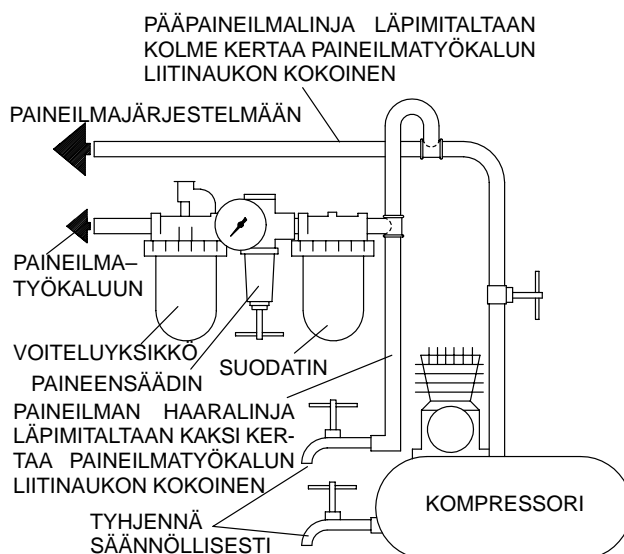 PÄÄPAINEILMALINJA LÄPIMITALTAAN
KOLME KERTAA PAINEILMATYÖKALUN
LIITINAUKON KOKOINEN
PAINEILMAJÄRJESTELMÄÄN
PAINEILMA–
TYÖKALUUN
VOITELUYKSIKKÖ
SUODATIN
PAINEENSÄÄDIN
PAINEILMAN HAARALINJA
LÄPIMITALTAAN KAKSI KER-
TAA PAINEILMATYÖKALUN
LIITINAUKON KOKOINEN
KOMPRESSORI
TYHJENNÄ
SÄÄNNÖLLISESTI